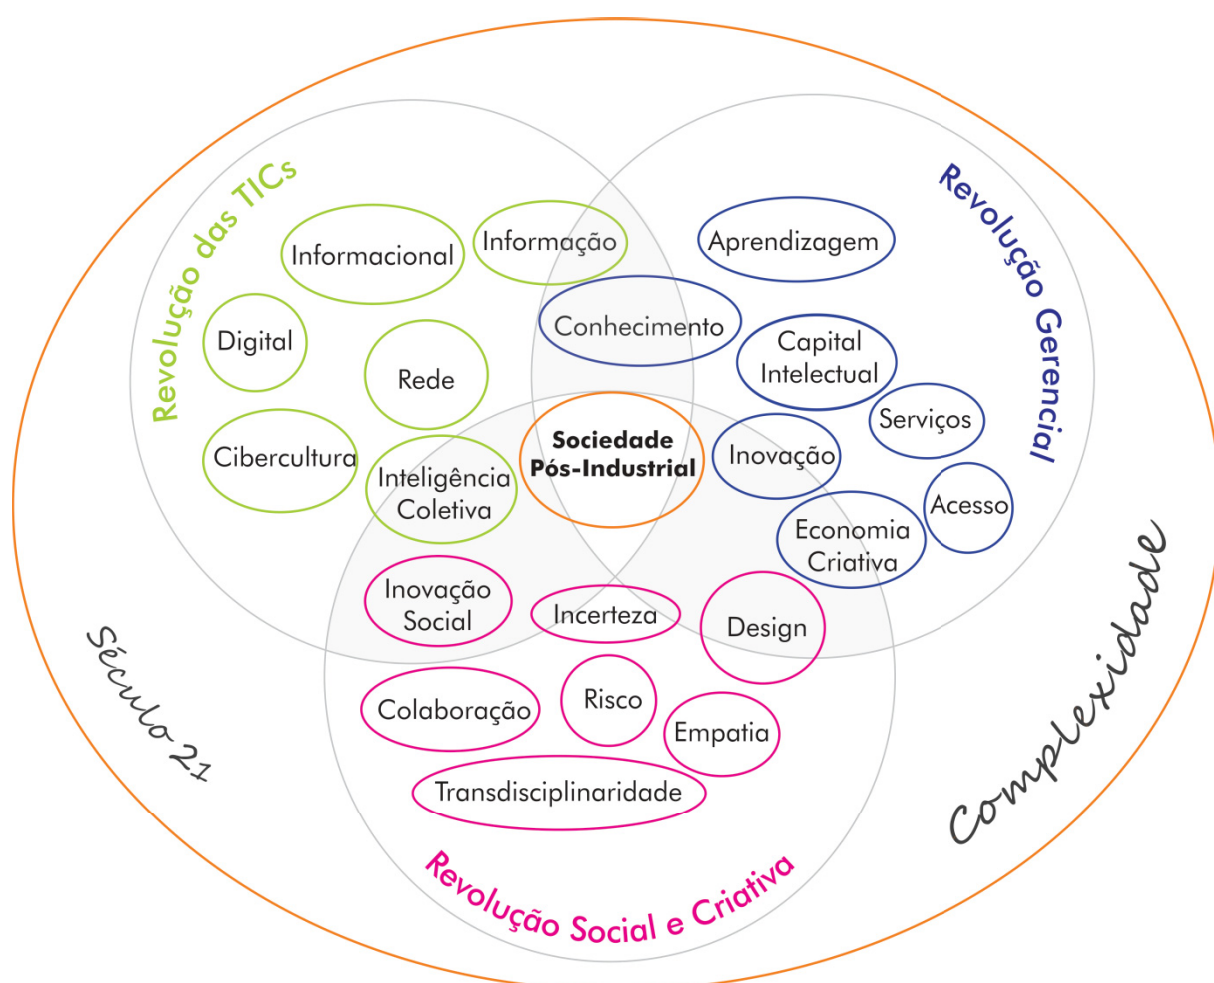 Revolução das TICs
Informacional
Informação
Digital
Rede
Cibercultura
Inteligência
Coletiva
Revolução Gerencial
Aprendizagem
Conhecimento
Capital
Intelectual
Serviços
Inovação
Acesso
Economia
Criativa
Sociedade
Pós-Industrial
Inovação
Social
Incerteza
Design
Colaboração
Risco
Empatia
Transdisciplinaridade
Revolução Social e Criativa
Século 21
Complexidade